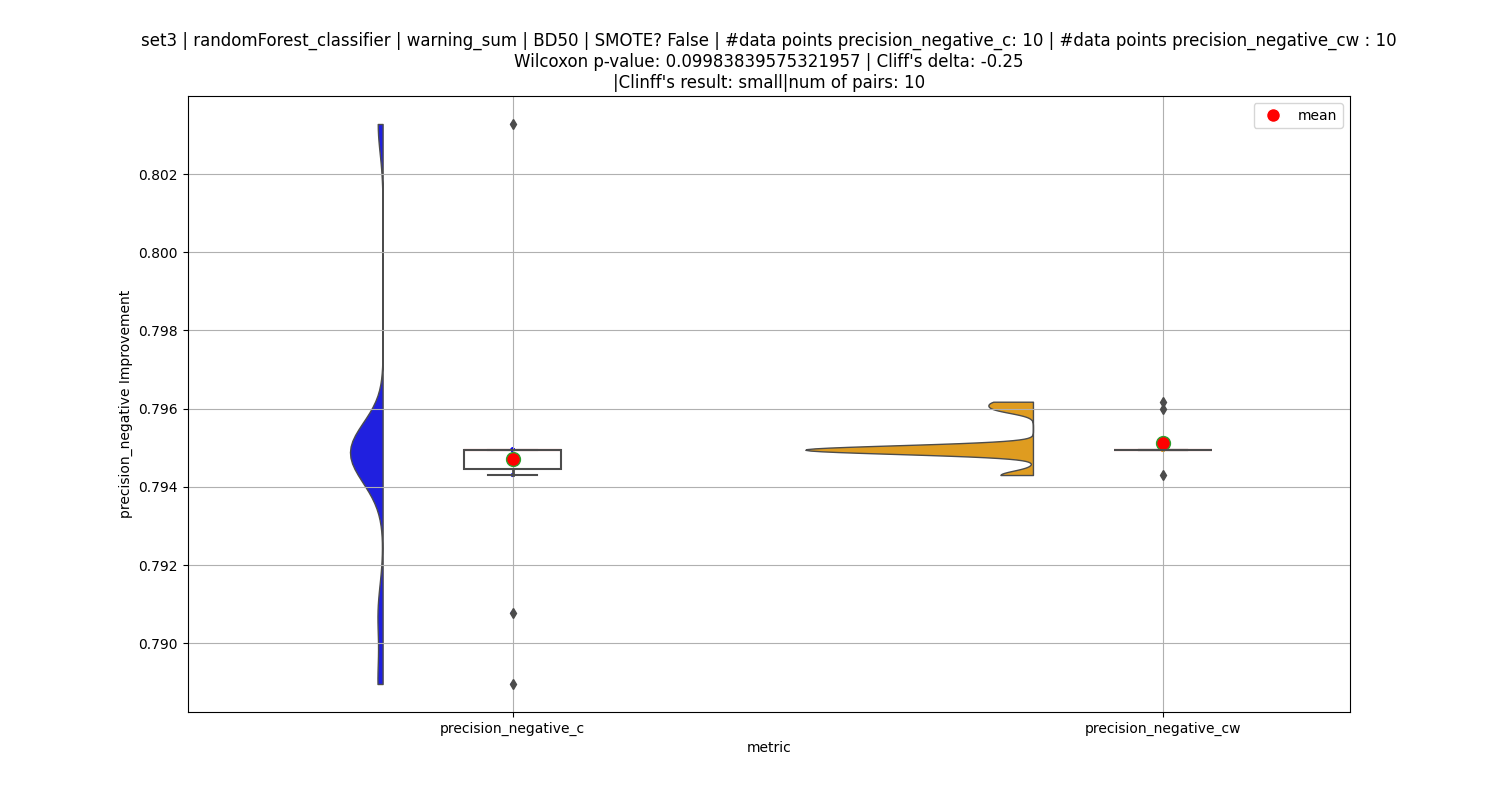 set3 | randomForest_classifier | warning_sum | BD50 | SMOTE? False | #data points precision_negative_c: 10 | #data points precision_negative_cw : 10
Wilcoxon p-value: 0.09983839575321957 | Cliff's delta: -0.25
|Clinff's result: small|num of pairs: 10
mean
0.802
0.800
0.798
0.796
0.794
0.792
0.790
precision_negative Improvement
precision_negative_c
precision_negative_cw
metric